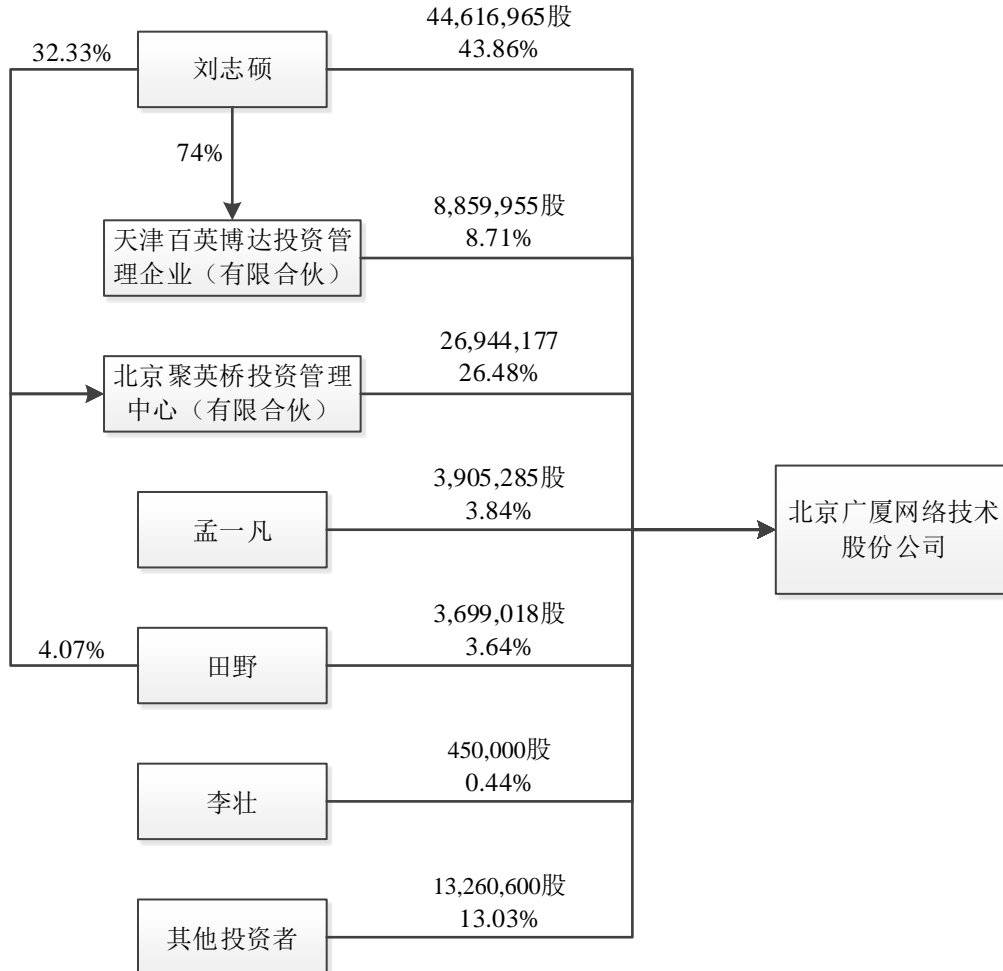 44,616,965股
32.33%
43.86%
刘志硕
74%
8,859,955股
8.71%
天津百英博达投资管
理企业（有限合伙）
26,944,177
26.48%
北京聚英桥投资管理
中心（有限合伙）
3,905,285股
3.84%
孟一凡
北京广厦网络技术
股份公司
3,699,018股
4.07%
3.64%
田野
450,000股
0.44%
李壮
13,260,600股
13.03%
其他投资者